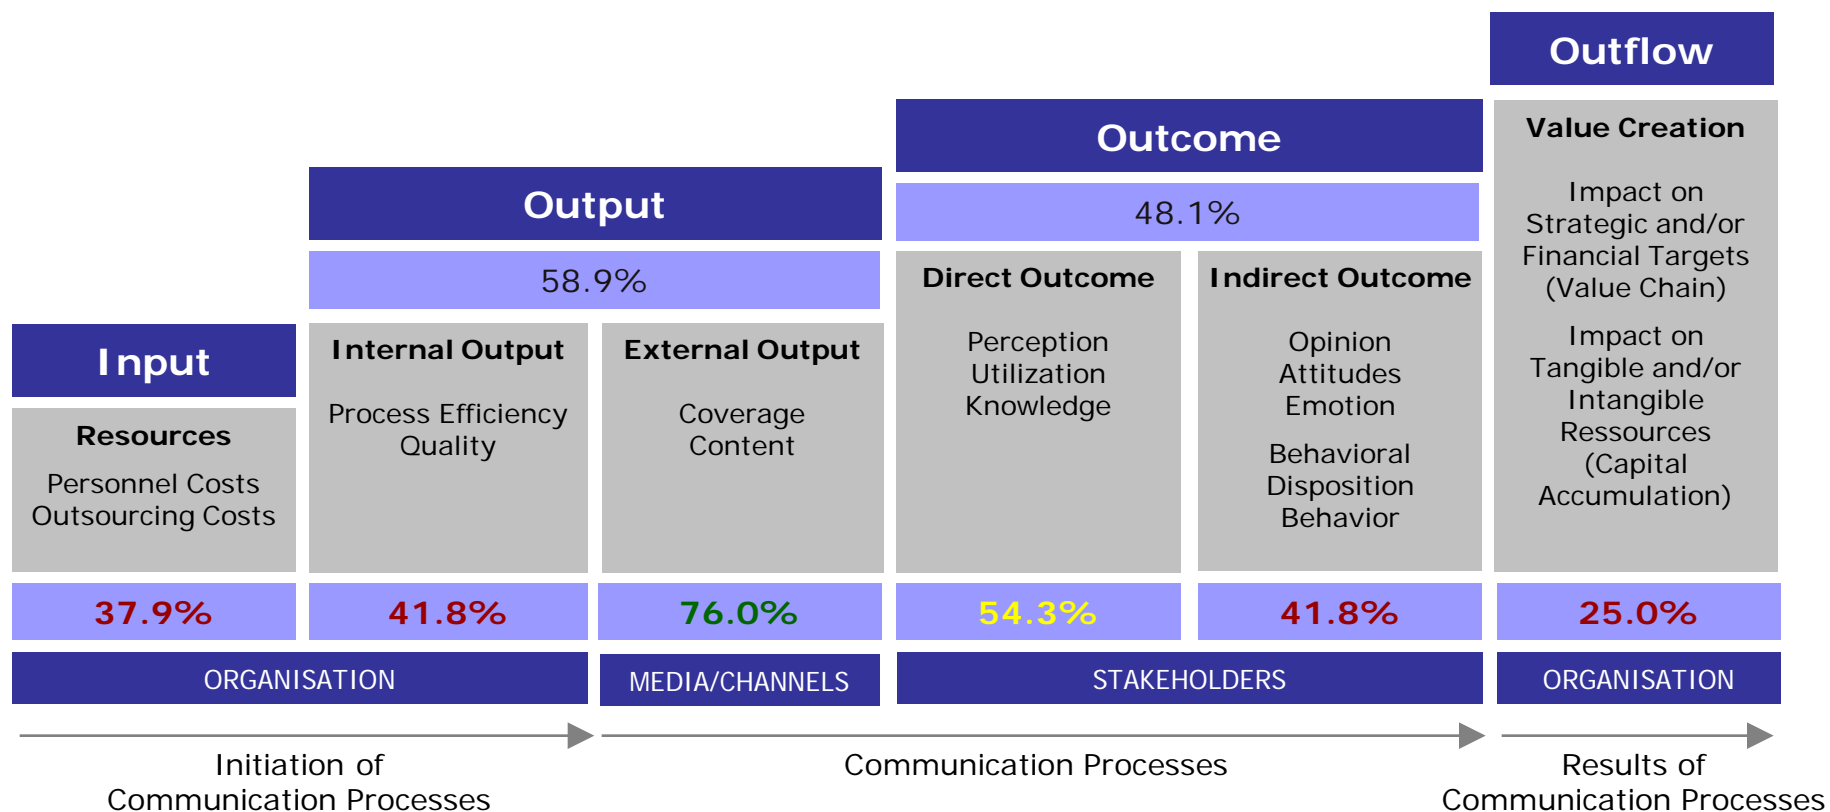 Outflow
Outcome
48.1%
Output
58.9%
Input
Resources
Personnel Costs
Outsourcing Costs
Internal Output
Process Efficiency
Quality
External Output
Coverage
Content
Direct Outcome
Perception
Utilization
Knowledge
Indirect Outcome
Opinion
Attitudes
Emotion
Behavioral
Disposition
Behavior
Value Creation
Impact on
Strategic and/or
Financial Targets
(Value Chain)
Impact on
Tangible and/or
Intangible
Ressources
(Capital
Accumulation)
37.9%
41.8%
76.0%
54.3%
41.8%
25.0%
ORGANISATION
MEDIA/CHANNELS
STAKEHOLDERS
ORGANISATION
Initiation of
Communication Processes
Communication Processes
Results of
Communication Processes